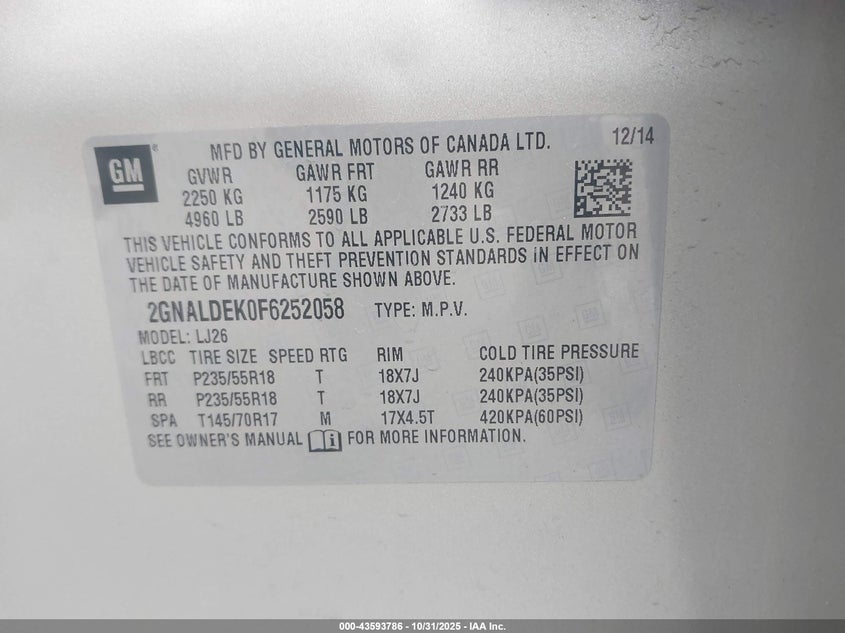 GM®
MFD BY GENERAL MOTORS OF CANADA LTD. 12/14
GVWR GAWR FRT GAWR RR
2250 KG 1175 KG 1240 KG
4960 LB 2590 LB 2733 LB
THIS VEHICLE CONFORMS TO ALL APPLICABLE U.S. FEDERAL MOTOR
VEHICLE SAFETY AND THEFT PREVENTION STANDARDS iN EFFECT ON
THE DATE OF MANUFACTURE SHOWN ABOVE.
2GNALDEK0F6252058 TYPE: M.P.V.
MODEL: LJ26
LBCC TIRE SIZE SPEED RTG RIM COLD TIRE PRESSURE
FRT P235/55R18 T 18X7J 240KPA(35PSI)
RR P235/55R18 T 18X7J 240KPA(35PSI)
SPA T145/70R17 M 17X4.5T 420KPA(60PSI)
SEE OWNER'S MANUAL i FOR MORE INFORMATION.
000-43593786 - 10/31/2025 - IAA Inc.